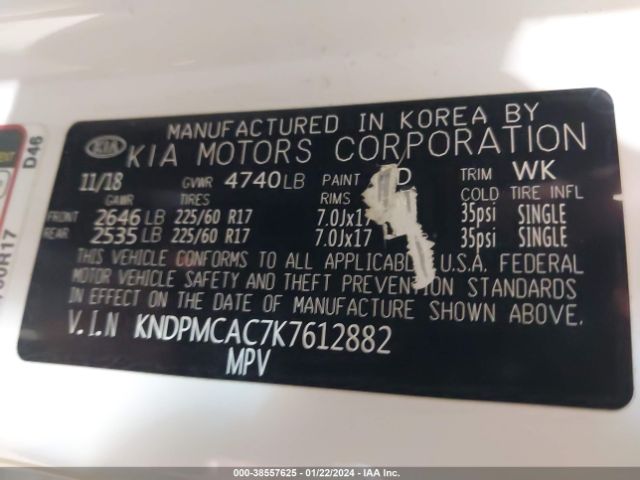 MANUFACTURED IN KOREA BY
KIA KIA MOTORS CORPORATION
11/18 GVWR 4740LB PAINT D TRIM WK
GAWR TIRES RIMS COLD TIRE INFL
FRONT 2646 LB 225/60 R17 7.0Jx17 35psi SINGLE
REAR 2535 LB 225/60 R17 7.0Jx17 35psi SINGLE
THIS VEHICLE CONFORMS TO ALL APPLICABL U.S.A. FEDERAL
MOTOR VEHICLE SAFETY AND THEFT PREVENTION STANDARDS
IN EFFECT ON THE DATE OF MANUFACTURE SHOWN ABOVE.
V.I.N KNDPMCAC7K7612882
MPV
D46
000-38557625 - 01/22/2024 - IAA Inc.